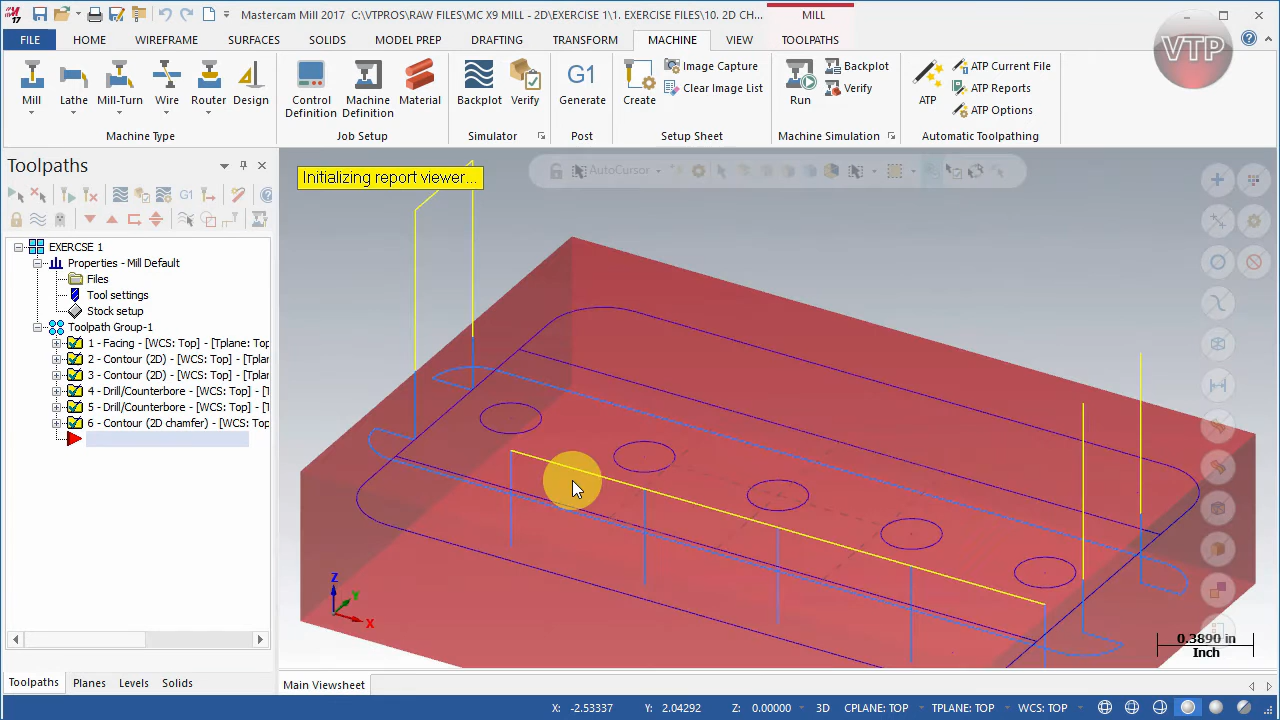 Mastercam Mill 2017 - C:\VTPROS\RAW FILES\MC X9 MILL - 2D\EXERCISE 1\1. EXERCISE FILES\10. 2D CH...
MILL
VTP
FILE HOME WIREFRAME SURFACES SOLIDS MODEL PREP DRAFTING TRANSFORM MACHINE VIEW TOOLPATHS
Mill Lathe Mill-Turn Wire Router Design
Machine Type
Control Definition
Machine Definition
Material
Job Setup
Backplot Verify
Simulator
G1
Generate
Post
Create
Image Capture
Clear Image List
Setup Sheet
Run
Backplot
Verify
Machine Simulation
ATP
ATP Current File
ATP Reports
ATP Options
Automatic Toolpathing
Toolpaths
G1
EXERCSE 1
Properties - Mill Default
Files
Tool settings
Stock setup
Toolpath Group-1
1 - Facing - [WCS: Top] - [Tplane: Top
2 - Contour (2D) - [WCS: Top] - [Tplan
3 - Contour (2D) - [WCS: Top] - [Tplan
4 - Drill/Counterbore - [WCS: Top] - [T
5 - Drill/Counterbore - [WCS: Top] - [T
6 - Contour (2D chamfer) - [WCS: Top
Initializing report viewer...
AutoCursor
Z
Y
X
0.3890 in
Inch
Toolpaths Planes Levels Solids
Main Viewsheet
X: -2.53337 Y: 2.04292 Z: 0.00000 3D CPLANE: TOP TPLANE: TOP WCS: TOP